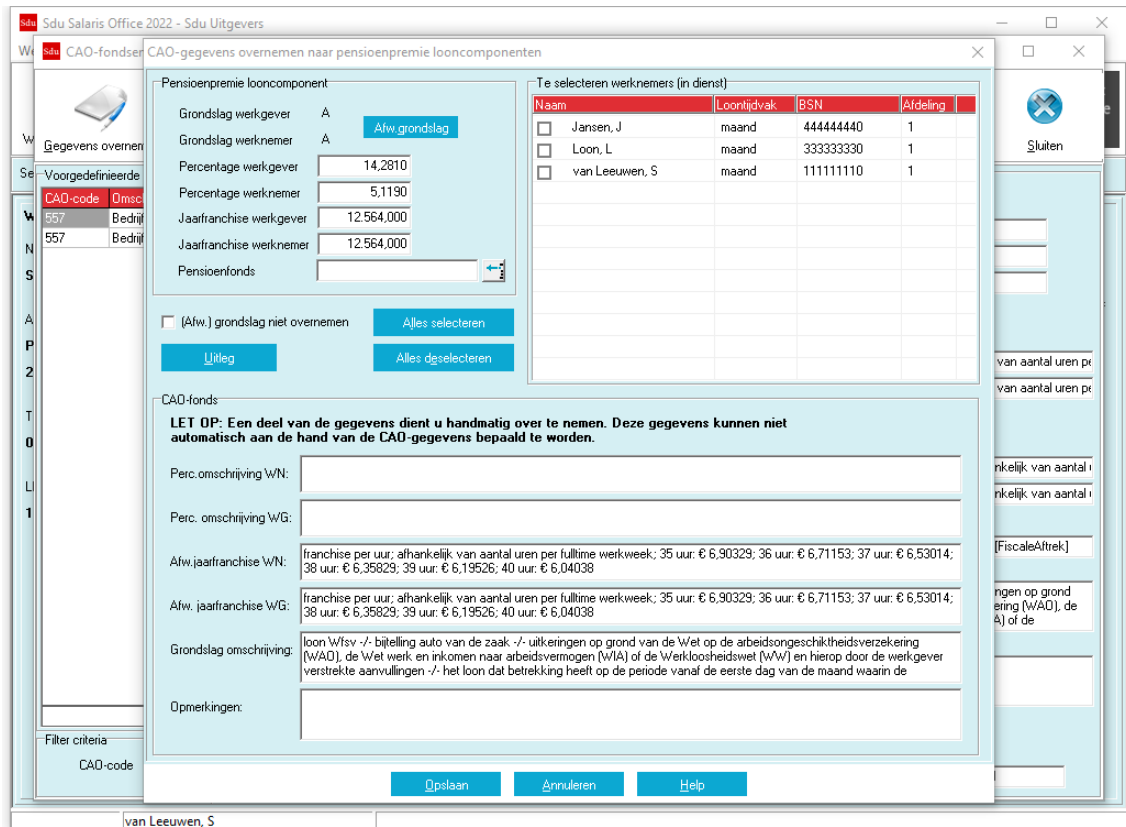 Sdu Sdu Salaris Office 2022 - Sdu Uitgevers
Sdu CAO-fondsen
CAO-gegevens overnemen naar pensioenpremie looncomponenten
Gegevens overnem
Sluiten
Voorgedefinieerde
CAO-code Omsc
557 Bedrijf
557 Bedrijf
Pensioenpremie looncomponent
Grondslag werkgever A
Afw.grondslag
Grondslag werknemer A
Percentage werkgever 14,2810
Percentage werknemer 5,1190
Jaarfranchise werkgever 12.564,000
Jaarfranchise werknemer 12.564,000
Pensioenfonds
(Afw.) grondslag niet overnemen
Alles selecteren
Uitleg
Alles deselecteren
Te selecteren werknemers (in dienst)
Naam Loontijdvak BSN Afdeling
Jansen, J maand 444444440 1
Loon, L maand 333333330 1
van Leeuwen, S maand 111111110 1
CAO-fonds
LET OP: Een deel van de gegevens dient u handmatig over te nemen. Deze gegevens kunnen niet
automatisch aan de hand van de CAO-gegevens bepaald te worden.
Perc.omschrijving WN:
Perc. omschrijving WG:
Afw.jaarfranchise WN:
franchise per uur; afhankelijk van aantal uren per fulltime werkweek; 35 uur: € 6,90329; 36 uur: € 6,71153; 37 uur: € 6,53014;
38 uur: € 6,35829; 39 uur: € 6,19526; 40 uur: € 6,04038
Afw. jaarfranchise WG:
franchise per uur; afhankelijk van aantal uren per fulltime werkweek; 35 uur: € 6,90329; 36 uur: € 6,71153; 37 uur: € 6,53014;
38 uur: € 6,35829; 39 uur: € 6,19526; 40 uur: € 6,04038
Grondslag omschrijving:
loon Wfsv -/- bijtelling auto van de zaak -/- uitkeringen op grond van de Wet op de arbeidsongeschiktheidsverzekering
(WAO), de Wet werk en inkomen naar arbeidsvermogen (WIA) of de Werkloosheidswet (WW) en hierop door de werkgever
verstrekte aanvullingen -/- het loon dat betrekking heeft op de periode vanaf de eerste dag van de maand waarin de
Opmerkingen:
Opslaan
Annuleren
Help
van aantal uren pe
van aantal uren pe
nkelijk van aantal
nkelijk van aantal
[FiscaleAftrek]
ngen op grond
ering (WAO), de
A) of de
Filter criteria
CAO-code
van Leeuwen, S